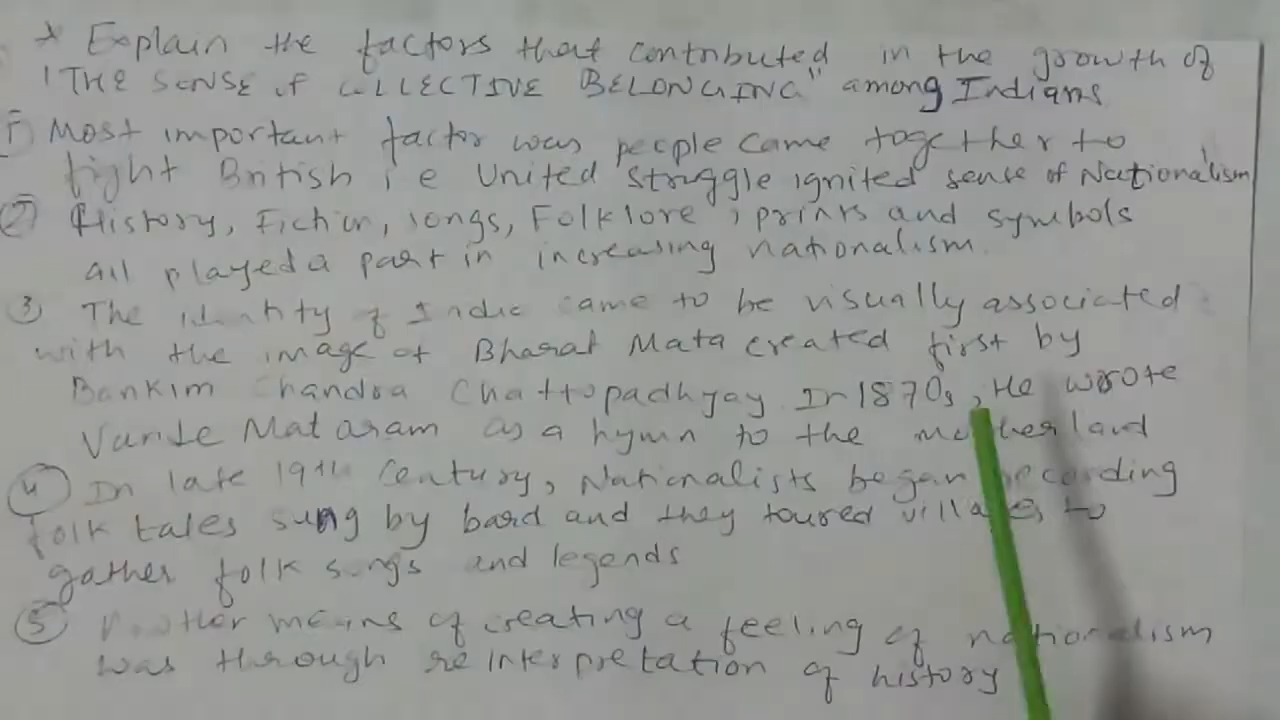 * Explain the factors that contributed in the growth of
"THE SENSE of COLLECTIVE BELONGING" among Indians
1) Most important factor was people came together to
fight British i e United struggle ignited sense of Nationalism
2) History, Fiction, songs, Folklore, prints and symbols
all played a part in increasing nationalism.
3) The identity of India came to be visually associated
with the image of Bharat Mata created first by
Bankim Chandra Chattopadhyay In 1870s, He wrote
Vande Mataram as a hymn to the motherland
4) In late 19th Century, Nationalists began recording
folk tales sung by bard and they toured villages to
gather folk songs and legends
5) Another means of creating a feeling of nationalism
was through reinterpretation of history